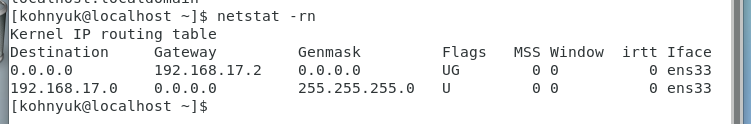 localhost.localdomain
[kohnyuk@localhost ~]$ netstat -rn
Kernel IP routing table
Destination     Gateway         Genmask         Flags   MSS Window  irtt Iface
0.0.0.0         192.168.17.2    0.0.0.0         UG        0 0          0 ens33
192.168.17.0    0.0.0.0         255.255.255.0   U         0 0          0 ens33
[kohnyuk@localhost ~]$